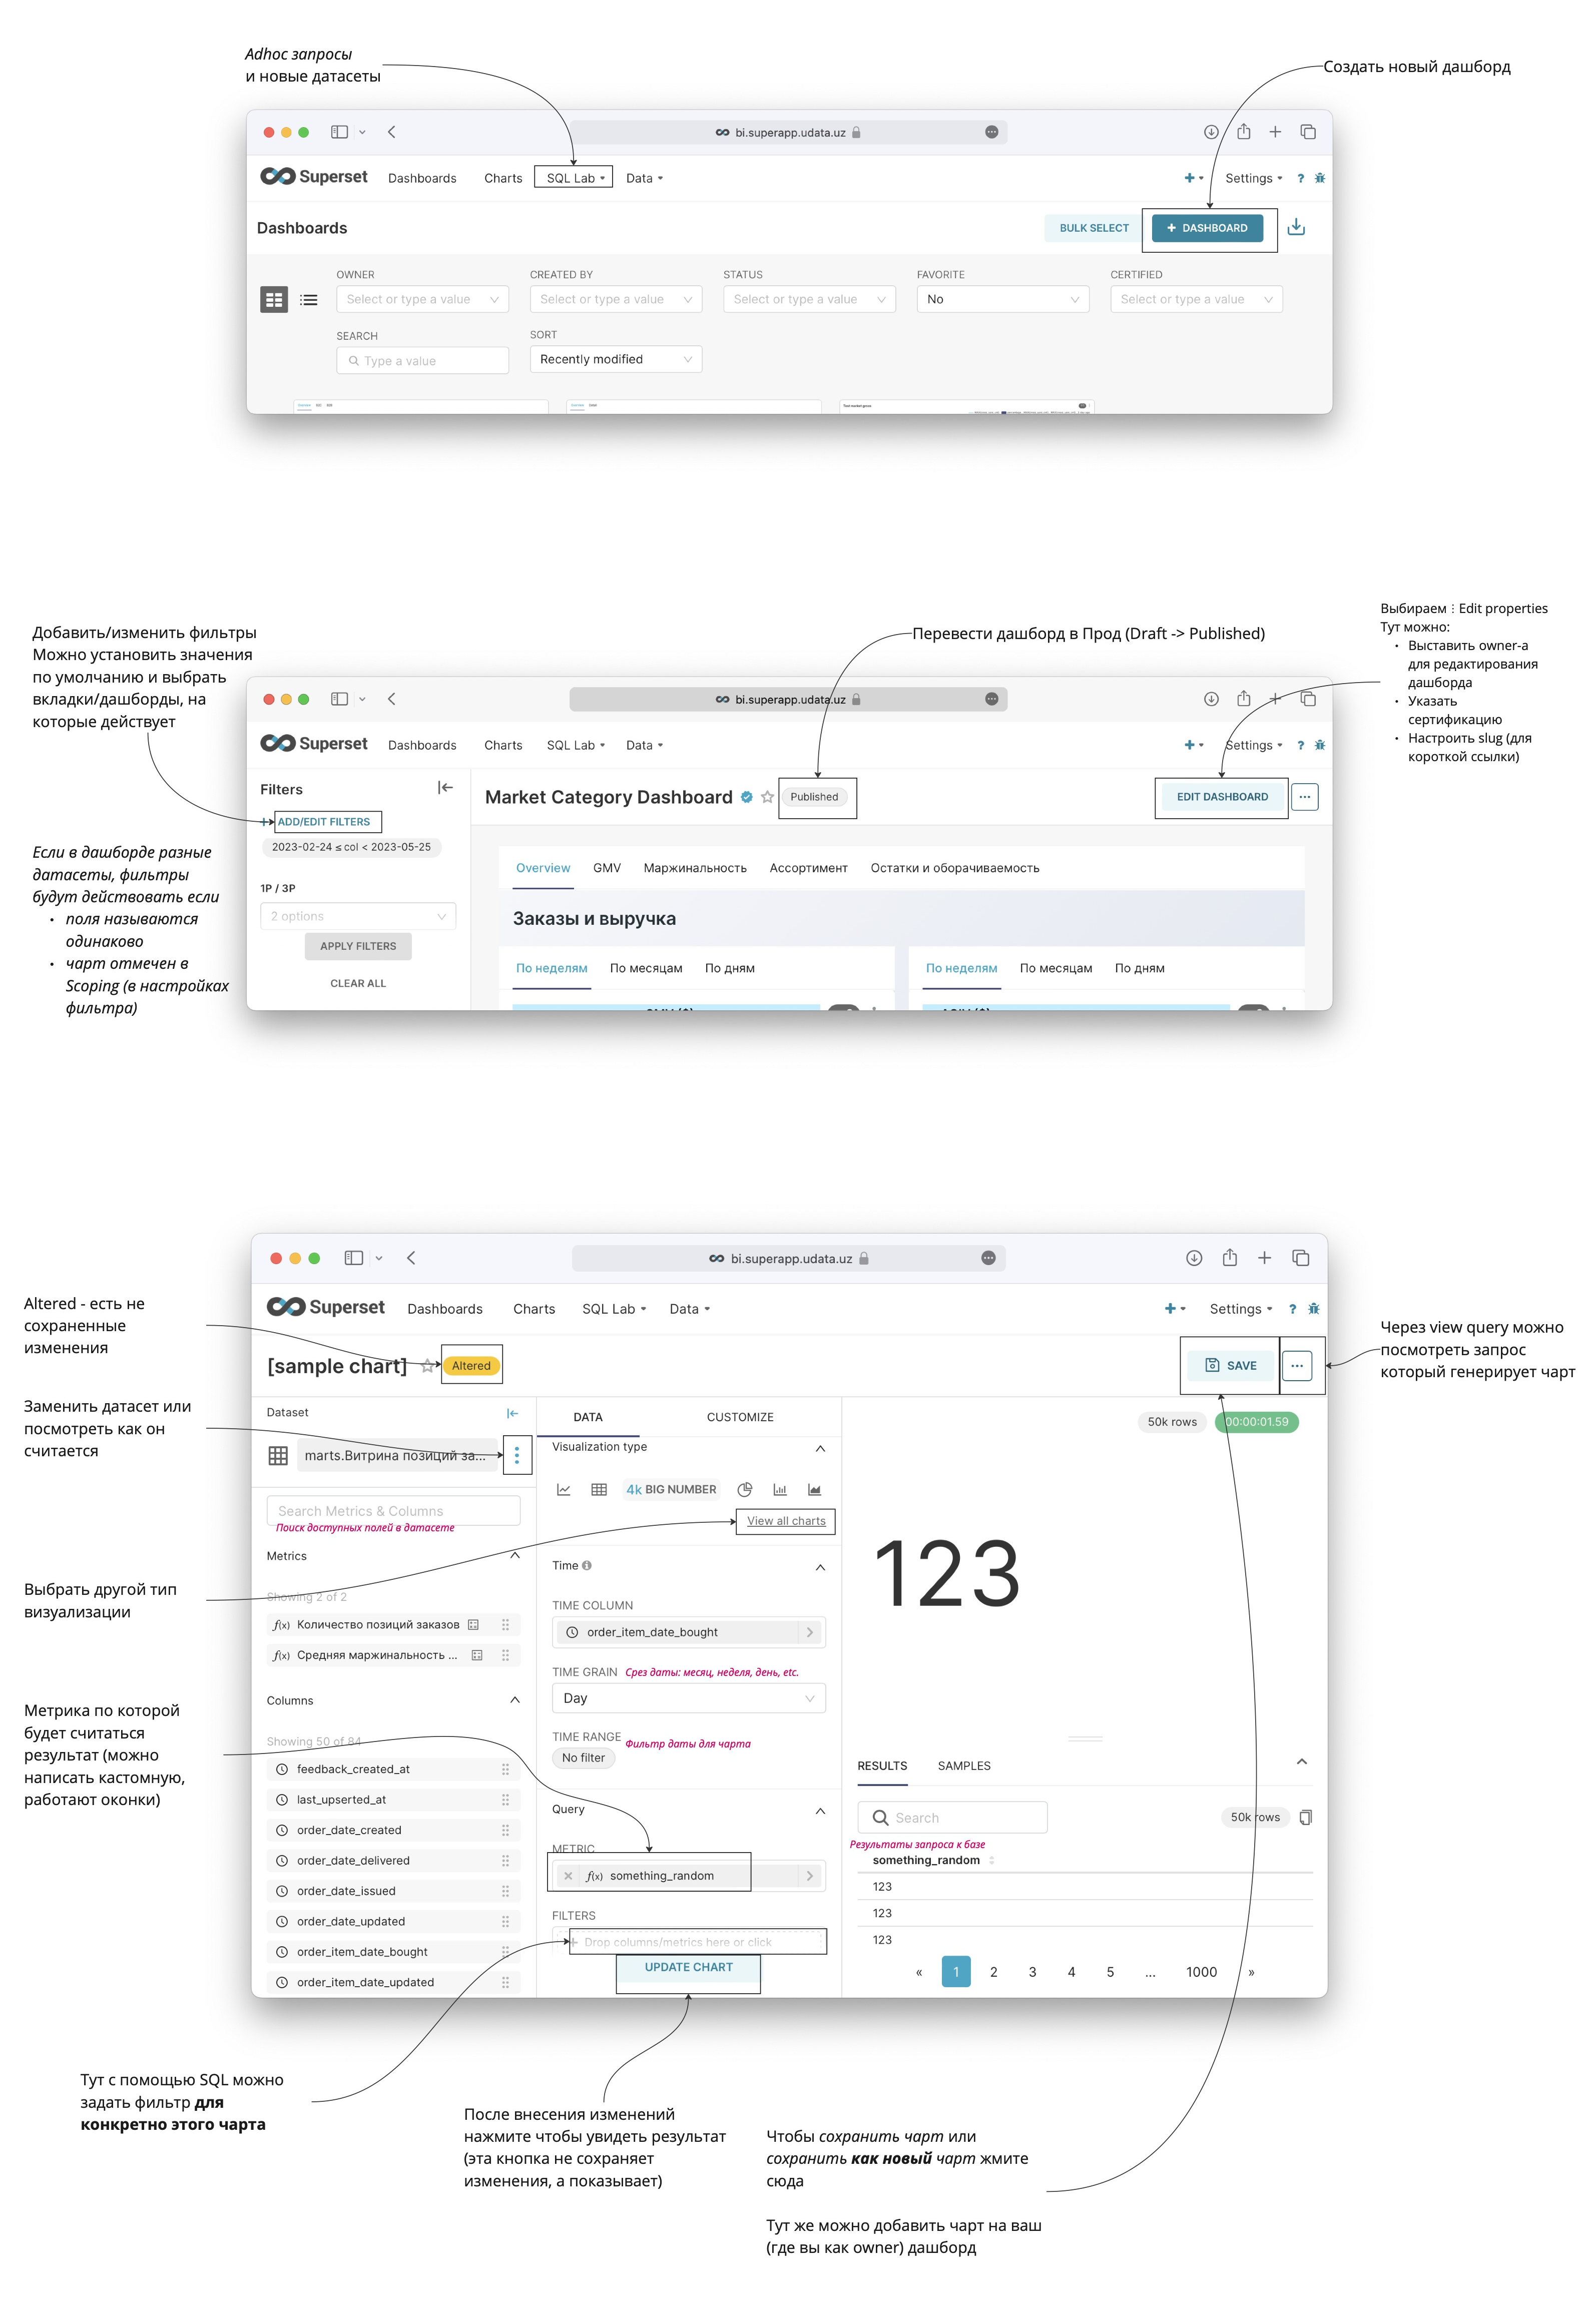 Adhoc запросы
и новые датасеты
Создать новый дашборд
bi.superapp.udata.uz
Superset Dashboards Charts SQL Lab Data Settings ?
Dashboards BULK SELECT + DASHBOARD
OWNER CREATED BY STATUS FAVORITE CERTIFIED
Select or type a value Select or type a value Select or type a value No Select or type a value
SEARCH SORT
Type a value Recently modified
Добавить/изменить фильтры
Можно установить значения
по умолчанию и выбрать
вкладки/дашборды, на
которые действует
Перевести дашборд в Прод (Draft -> Published)
Выбираем ⋮ Edit properties
Тут можно:
• Выставить owner-а
для редактирования
дашборда
• Указать
сертификацию
• Настроить slug (для
короткой ссылки)
bi.superapp.udata.uz
Superset Dashboards Charts SQL Lab Data Settings ?
Filters
Market Category Dashboard Published EDIT DASHBOARD ...
+ ADD/EDIT FILTERS
2023-02-24 ≤ col < 2023-05-25
1P / 3P
2 options
APPLY FILTERS
CLEAR ALL
Overview GMV Маржинальность Ассортимент Остатки и оборачиваемость
Заказы и выручка
По неделям По месяцам По дням По неделям По месяцам По дням
Если в дашборде разные
датасеты, фильтры
будут действовать если
• поля называются
одинаково
• чарт отмечен в
Scoping (в настройках
фильтра)
bi.superapp.udata.uz
Superset Dashboards Charts SQL Lab Data Settings ?
Altered - есть не
сохраненные
изменения
[sample chart] Altered SAVE ...
Через view query можно
посмотреть запрос
который генерирует чарт
Заменить датасет или
посмотреть как он
считается
Dataset
marts.Витрина позиций за...
Search Metrics & Columns
Поиск доступных полей в датасете
Metrics
Showing 2 of 2
f(x) Количество позиций заказов
f(x) Средняя маржинальность ...
Columns
Showing 50 of 84
feedback_created_at
last_upserted_at
order_date_created
order_date_delivered
order_date_issued
order_date_updated
order_item_date_bought
order_item_date_updated
Выбрать другой тип
визуализации
Метрика по которой
будет считаться
результат (можно
написать кастомную,
работают оконки)
DATA CUSTOMIZE
Visualization type
4k BIG NUMBER
View all charts
Time
TIME COLUMN
order_item_date_bought
TIME GRAIN Срез даты: месяц, неделя, день, etc.
Day
TIME RANGE Фильтр даты для чарта
No filter
Query
METRIC
f(x) something_random
FILTERS
+ Drop columns/metrics here or click
UPDATE CHART
50k rows 00:00:01.59
123
RESULTS SAMPLES
Search 50k rows
Результаты запроса к базе
something_random
123
123
123
« 1 2 3 4 5 ... 1000 »
Тут с помощью SQL можно
задать фильтр для
конкретно этого чарта
После внесения изменений
нажмите чтобы увидеть результат
(эта кнопка не сохраняет
изменения, а показывает)
Чтобы сохранить чарт или
сохранить как новый чарт жмите
сюда
Тут же можно добавить чарт на ваш
(где вы как owner) дашборд